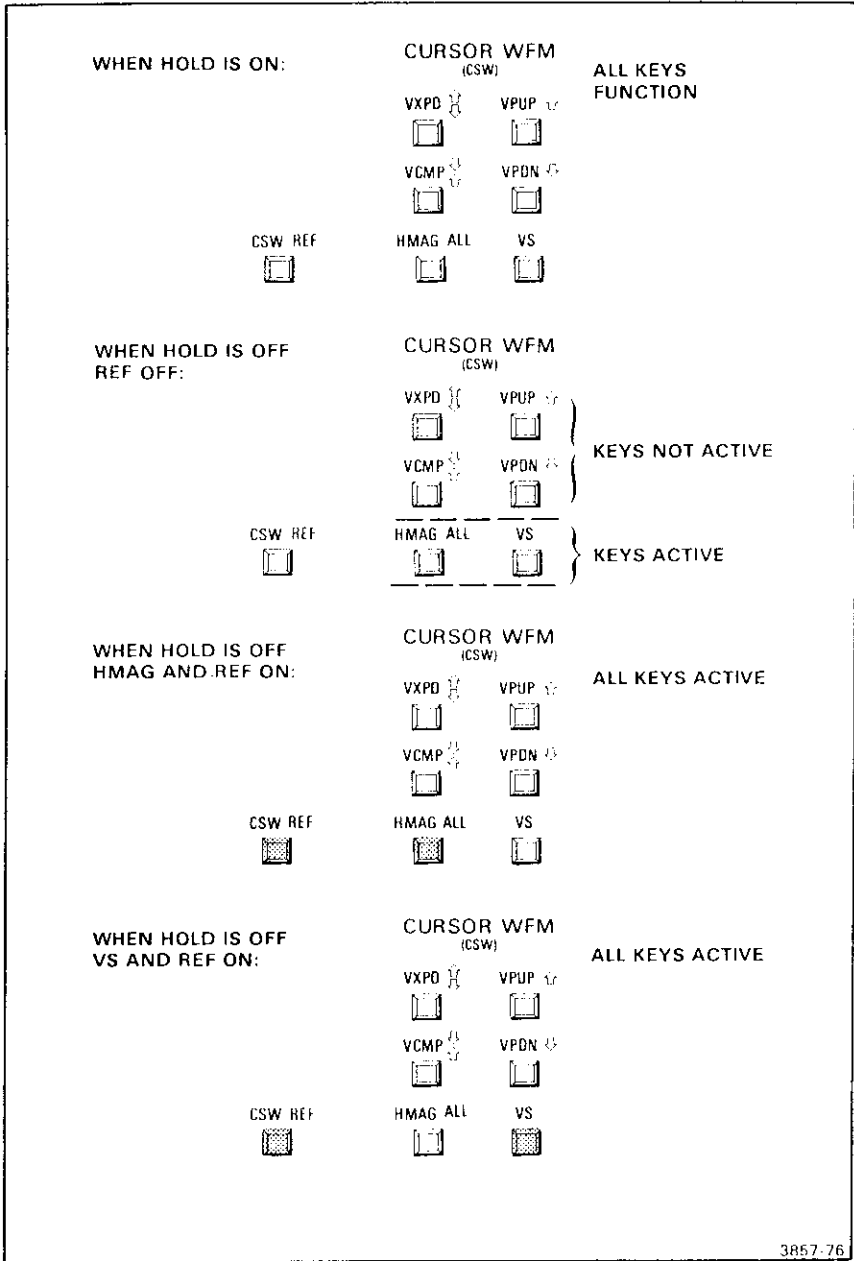 WHEN HOLD IS ON:
CURSOR WFM
(CSW)
ALL KEYS
FUNCTION
VXPD VPUP
VCMP VPDN
CSW REF HMAG ALL VS
WHEN HOLD IS OFF
REF OFF:
CURSOR WFM
(CSW)
VXPD VPUP
KEYS NOT ACTIVE
VCMP VPDN
CSW REF HMAG ALL VS
KEYS ACTIVE
WHEN HOLD IS OFF
HMAG AND REF ON:
CURSOR WFM
(CSW)
ALL KEYS ACTIVE
VXPD VPUP
VCMP VPDN
CSW REF HMAG ALL VS
WHEN HOLD IS OFF
VS AND REF ON:
CURSOR WFM
(CSW)
ALL KEYS ACTIVE
VXPD VPUP
VCMP VPDN
CSW REF HMAG ALL VS
3857-76